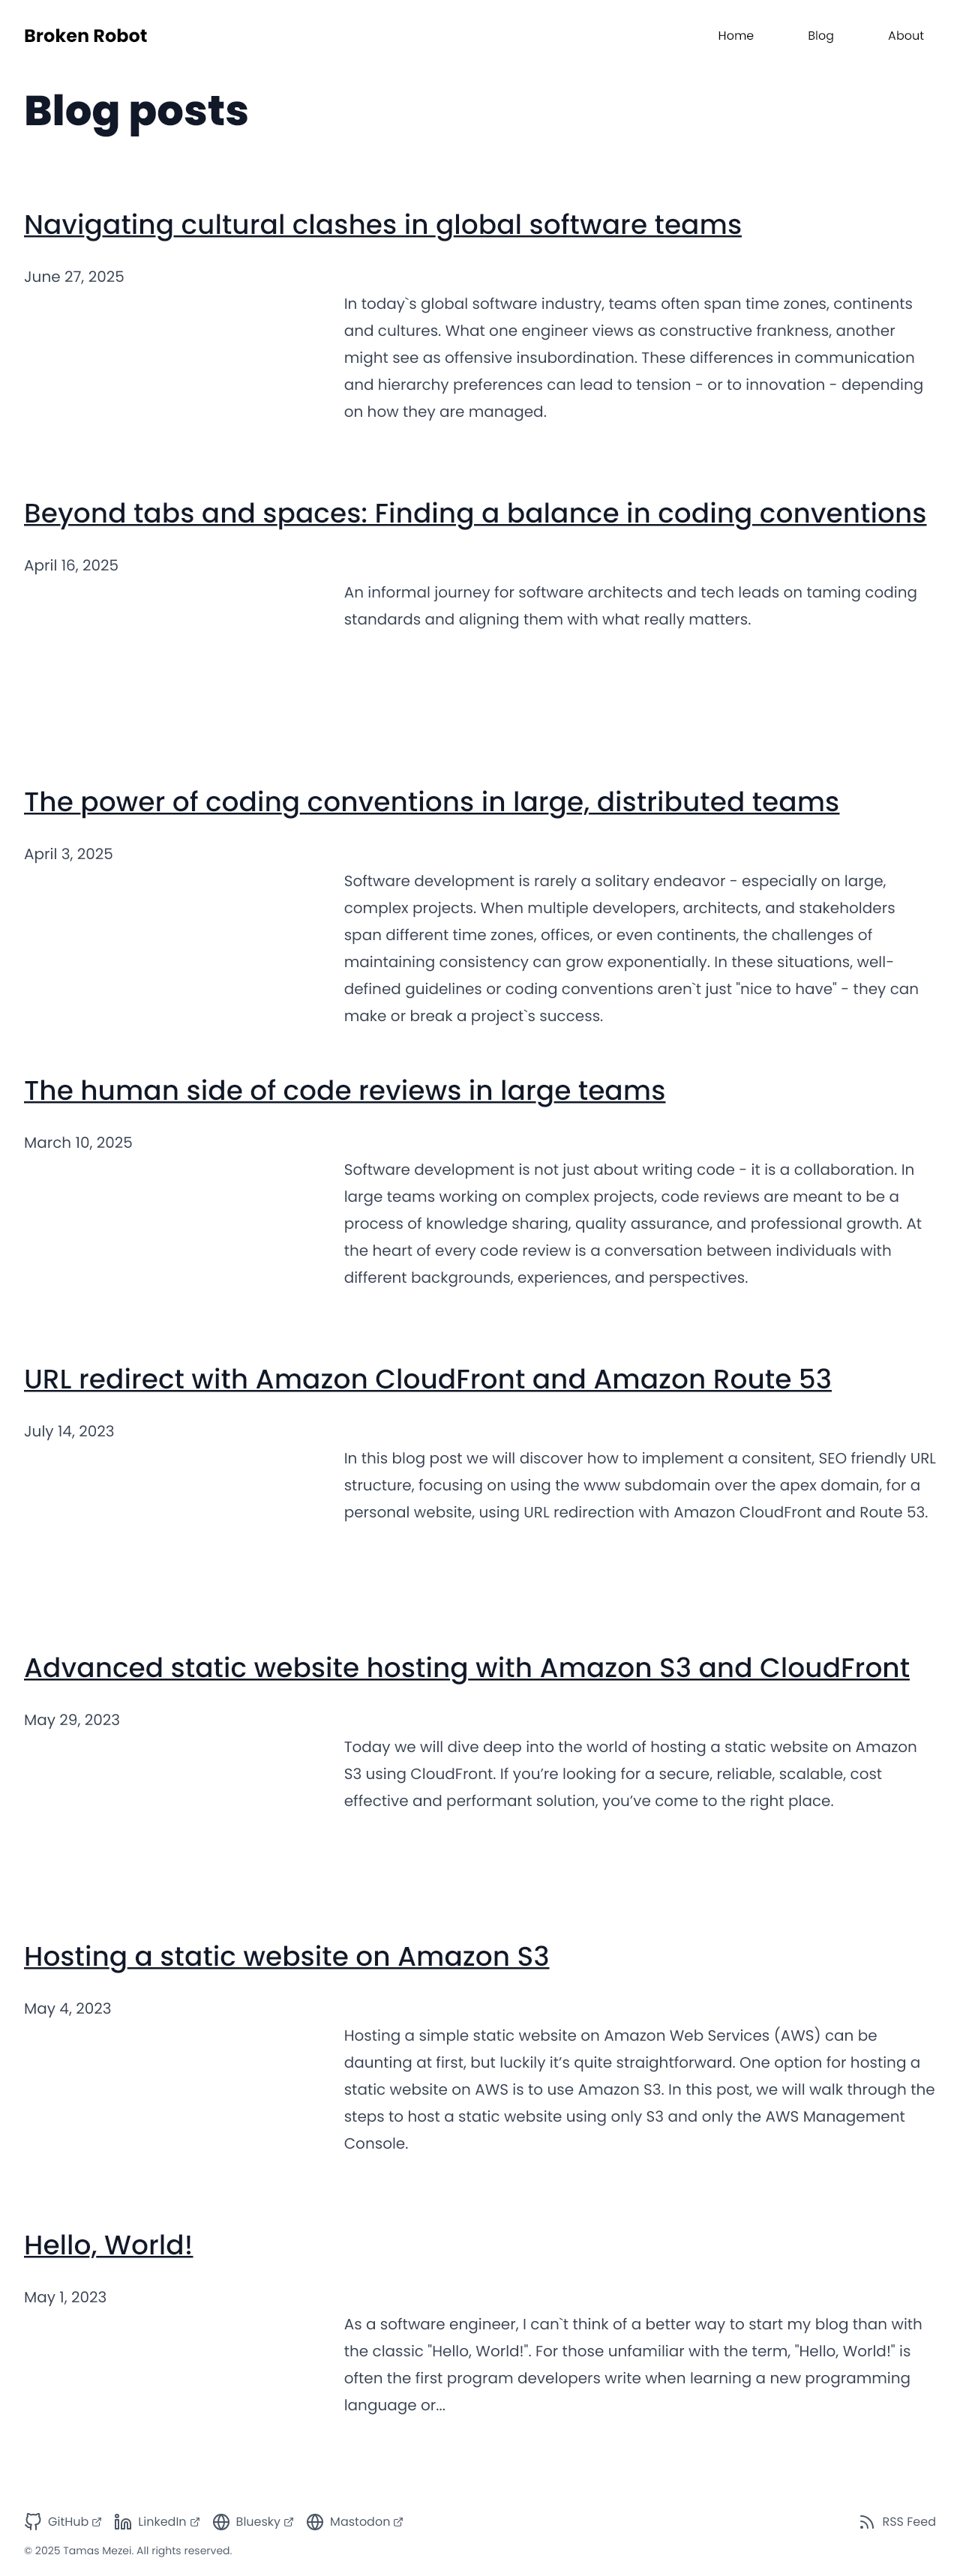 Broken Robot
Home
Blog
About
Blog posts
Navigating cultural clashes in global software teams
June 27, 2025
In today`s global software industry, teams often span time zones, continents
and cultures. What one engineer views as constructive frankness, another
might see as offensive insubordination. These differences in communication
and hierarchy preferences can lead to tension - or to innovation - depending
on how they are managed.
Beyond tabs and spaces: Finding a balance in coding conventions
April 16, 2025
An informal journey for software architects and tech leads on taming coding
standards and aligning them with what really matters.
The power of coding conventions in large, distributed teams
April 3, 2025
Software development is rarely a solitary endeavor - especially on large,
complex projects. When multiple developers, architects, and stakeholders
span different time zones, offices, or even continents, the challenges of
maintaining consistency can grow exponentially. In these situations, well-
defined guidelines or coding conventions aren`t just "nice to have" - they can
make or break a project`s success.
The human side of code reviews in large teams
March 10, 2025
Software development is not just about writing code - it is a collaboration. In
large teams working on complex projects, code reviews are meant to be a
process of knowledge sharing, quality assurance, and professional growth. At
the heart of every code review is a conversation between individuals with
different backgrounds, experiences, and perspectives.
URL redirect with Amazon CloudFront and Amazon Route 53
July 14, 2023
In this blog post we will discover how to implement a consitent, SEO friendly URL
structure, focusing on using the www subdomain over the apex domain, for a
personal website, using URL redirection with Amazon CloudFront and Route 53.
Advanced static website hosting with Amazon S3 and CloudFront
May 29, 2023
Today we will dive deep into the world of hosting a static website on Amazon
S3 using CloudFront. If you’re looking for a secure, reliable, scalable, cost
effective and performant solution, you’ve come to the right place.
Hosting a static website on Amazon S3
May 4, 2023
Hosting a simple static website on Amazon Web Services (AWS) can be
daunting at first, but luckily it’s quite straightforward. One option for hosting a
static website on AWS is to use Amazon S3. In this post, we will walk through the
steps to host a static website using only S3 and only the AWS Management
Console.
Hello, World!
May 1, 2023
As a software engineer, I can`t think of a better way to start my blog than with
the classic "Hello, World!". For those unfamiliar with the term, "Hello, World!" is
often the first program developers write when learning a new programming
language or...
GitHub
LinkedIn
Bluesky
Mastodon
RSS Feed
© 2025 Tamas Mezei. All rights reserved.